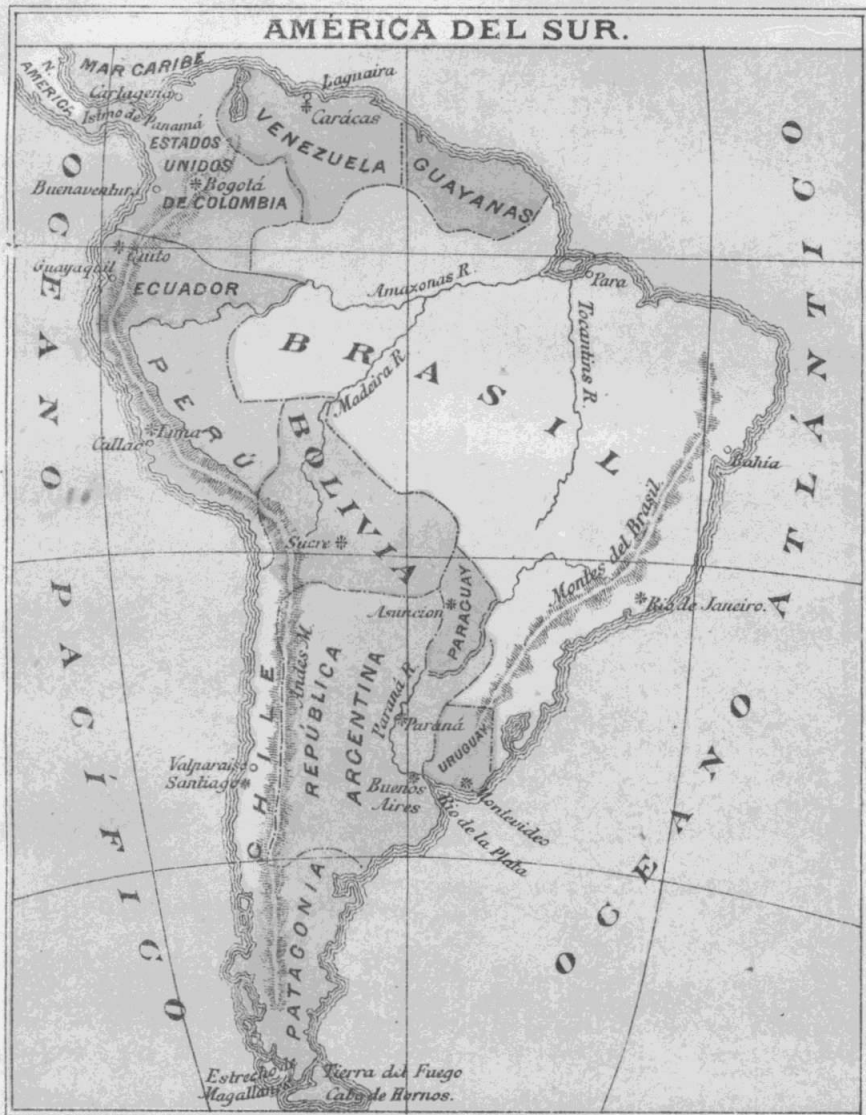 AMÉRICA DEL SUR.
MAR CARIBE
N.
AMÉRICA
Cartagena
Istmo de Panamá
Laguaira
Carácas
VENEZUELA
GUAYANAS
ESTADOS
UNIDOS
DE COLOMBIA
Buenaventura
Bogotá
Quito
Guayaquil
ECUADOR
Amazonas R.
Para
Tocantins R.
BRASIL
Madeira R.
PERÚ
Lima
Callao
BOLIVIA
Sucre
Bahía
Montes del Brasil.
Rio de Janeiro.
Asuncion
PARAGUAY
CHILE
Andes M.
REPÚBLICA
ARGENTINA
Paraná R.
Paraná
URUGUAY
Valparaiso
Santiago
Buenos
Aires
Montevideo
Rio de la Plata
PATAGONIA
Estrecho de
Magallanes
Tierra del Fuego
Cabo de Hornos.
OCEANO PACÍFICO
OCEANO ATLÁNTICO